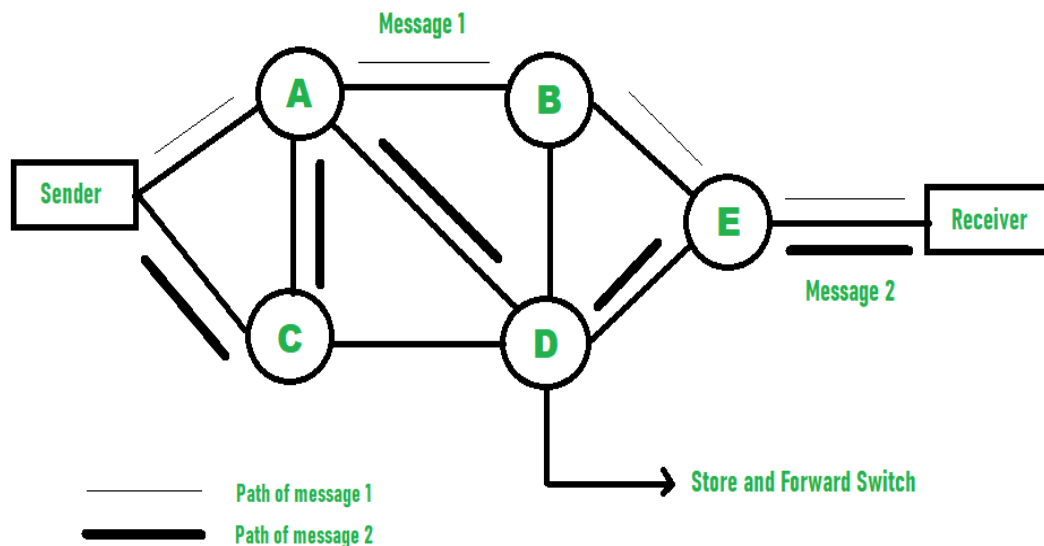 Message 1
A
B
Sender
E
Receiver
Message 2
C
D
Store and Forward Switch
Path of message 1
Path of message 2